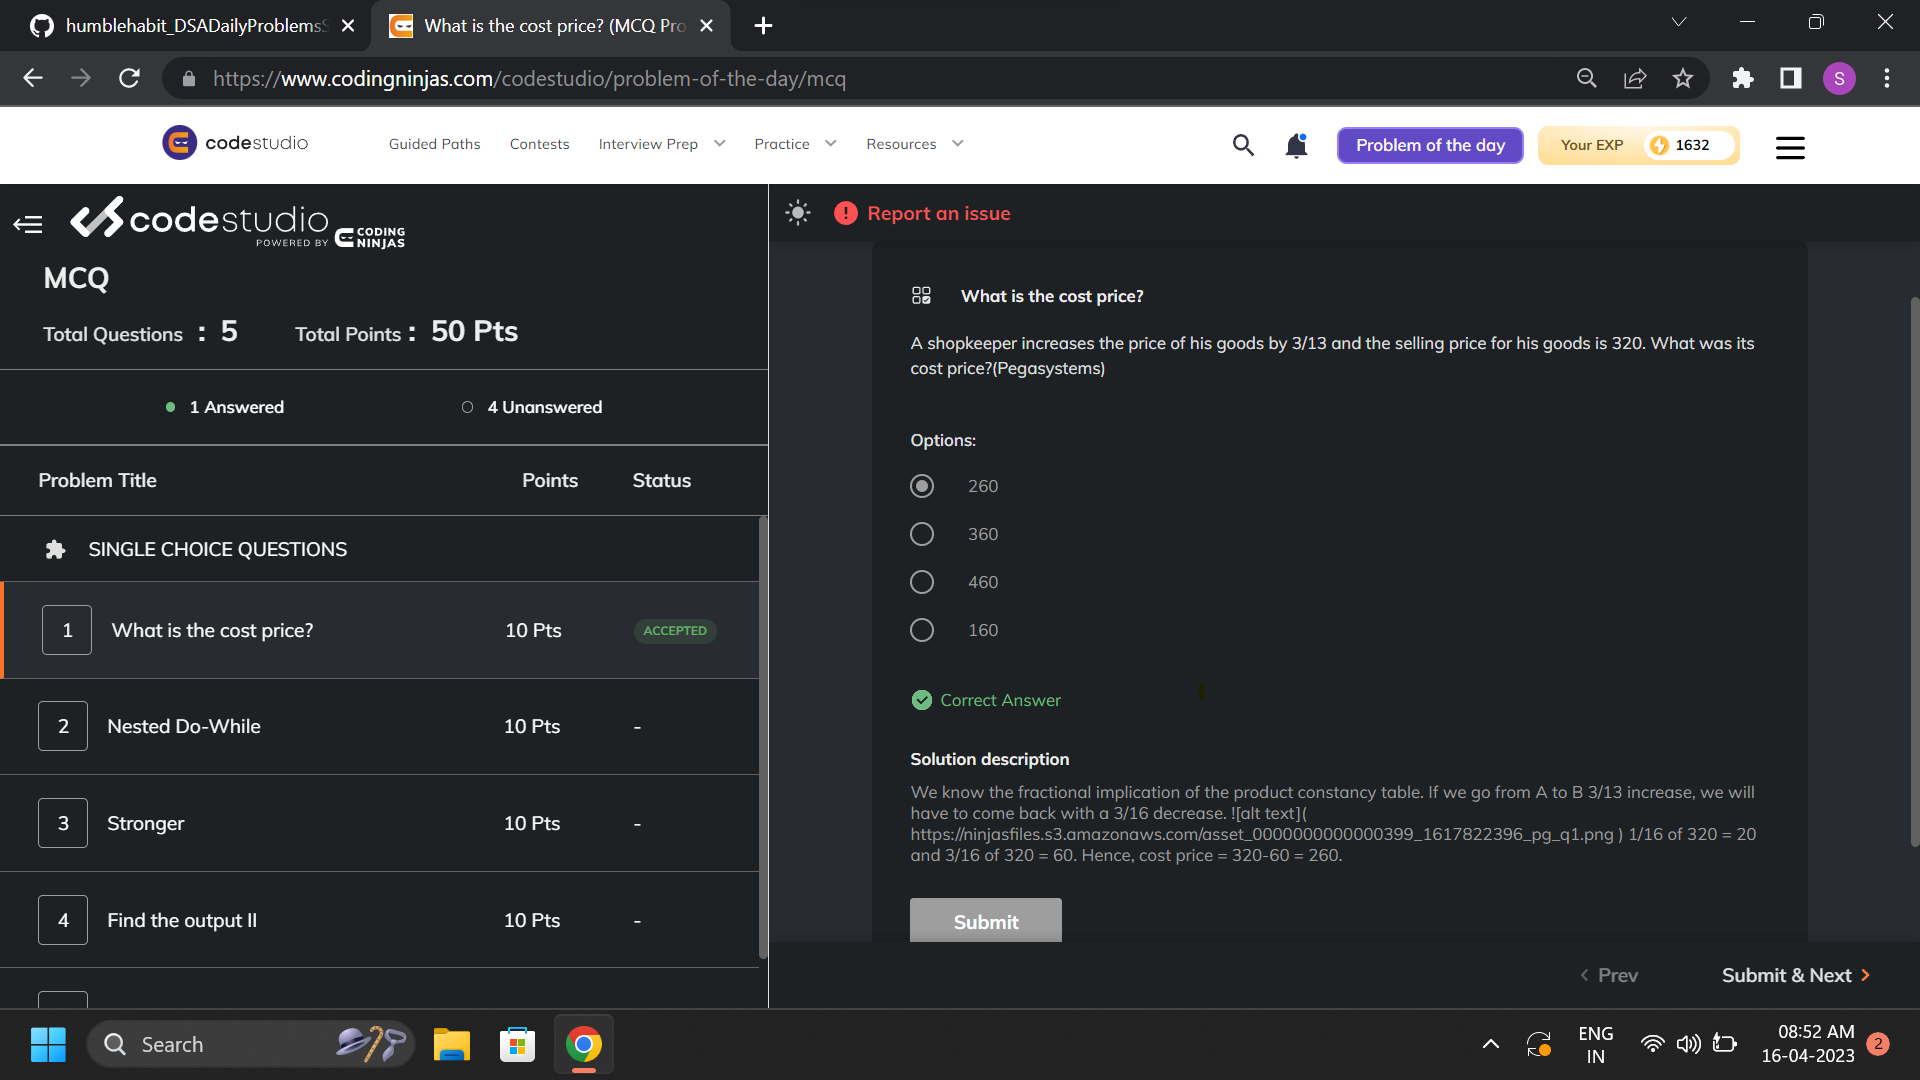 humblehabit_DSADailyProblems
What is the cost price? (MCQ Pro
https://www.codingninjas.com/codestudio/problem-of-the-day/mcq
S
codestudio
Guided Paths
Contests
Interview Prep
Practice
Resources
Problem of the day
Your EXP
1632
codestudio
POWERED BY
CODING
NINJAS
MCQ
Total Questions : 5
Total Points : 50 Pts
1 Answered
4 Unanswered
Problem Title
Points
Status
SINGLE CHOICE QUESTIONS
1
What is the cost price?
10 Pts
ACCEPTED
2
Nested Do-While
10 Pts
-
3
Stronger
10 Pts
-
4
Find the output II
10 Pts
-
Report an issue
What is the cost price?
A shopkeeper increases the price of his goods by 3/13 and the selling price for his goods is 320. What was its
cost price?(Pegasystems)
Options:
260
360
460
160
Correct Answer
Solution description
We know the fractional implication of the product constancy table. If we go from A to B 3/13 increase, we will
have to come back with a 3/16 decrease. ![alt text](
https://ninjasfiles.s3.amazonaws.com/asset_0000000000000399_1617822396_pg_q1.png ) 1/16 of 320 = 20
and 3/16 of 320 = 60. Hence, cost price = 320-60 = 260.
Submit
Prev
Submit & Next
Search
ENG
IN
08:52 AM
16-04-2023
2